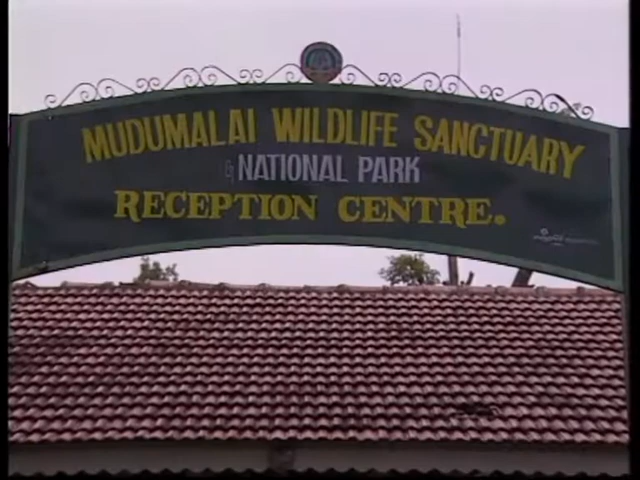 MUDUMALAI WILDLIFE SANCTUARY
& NATIONAL PARK
RECEPTION CENTRE.